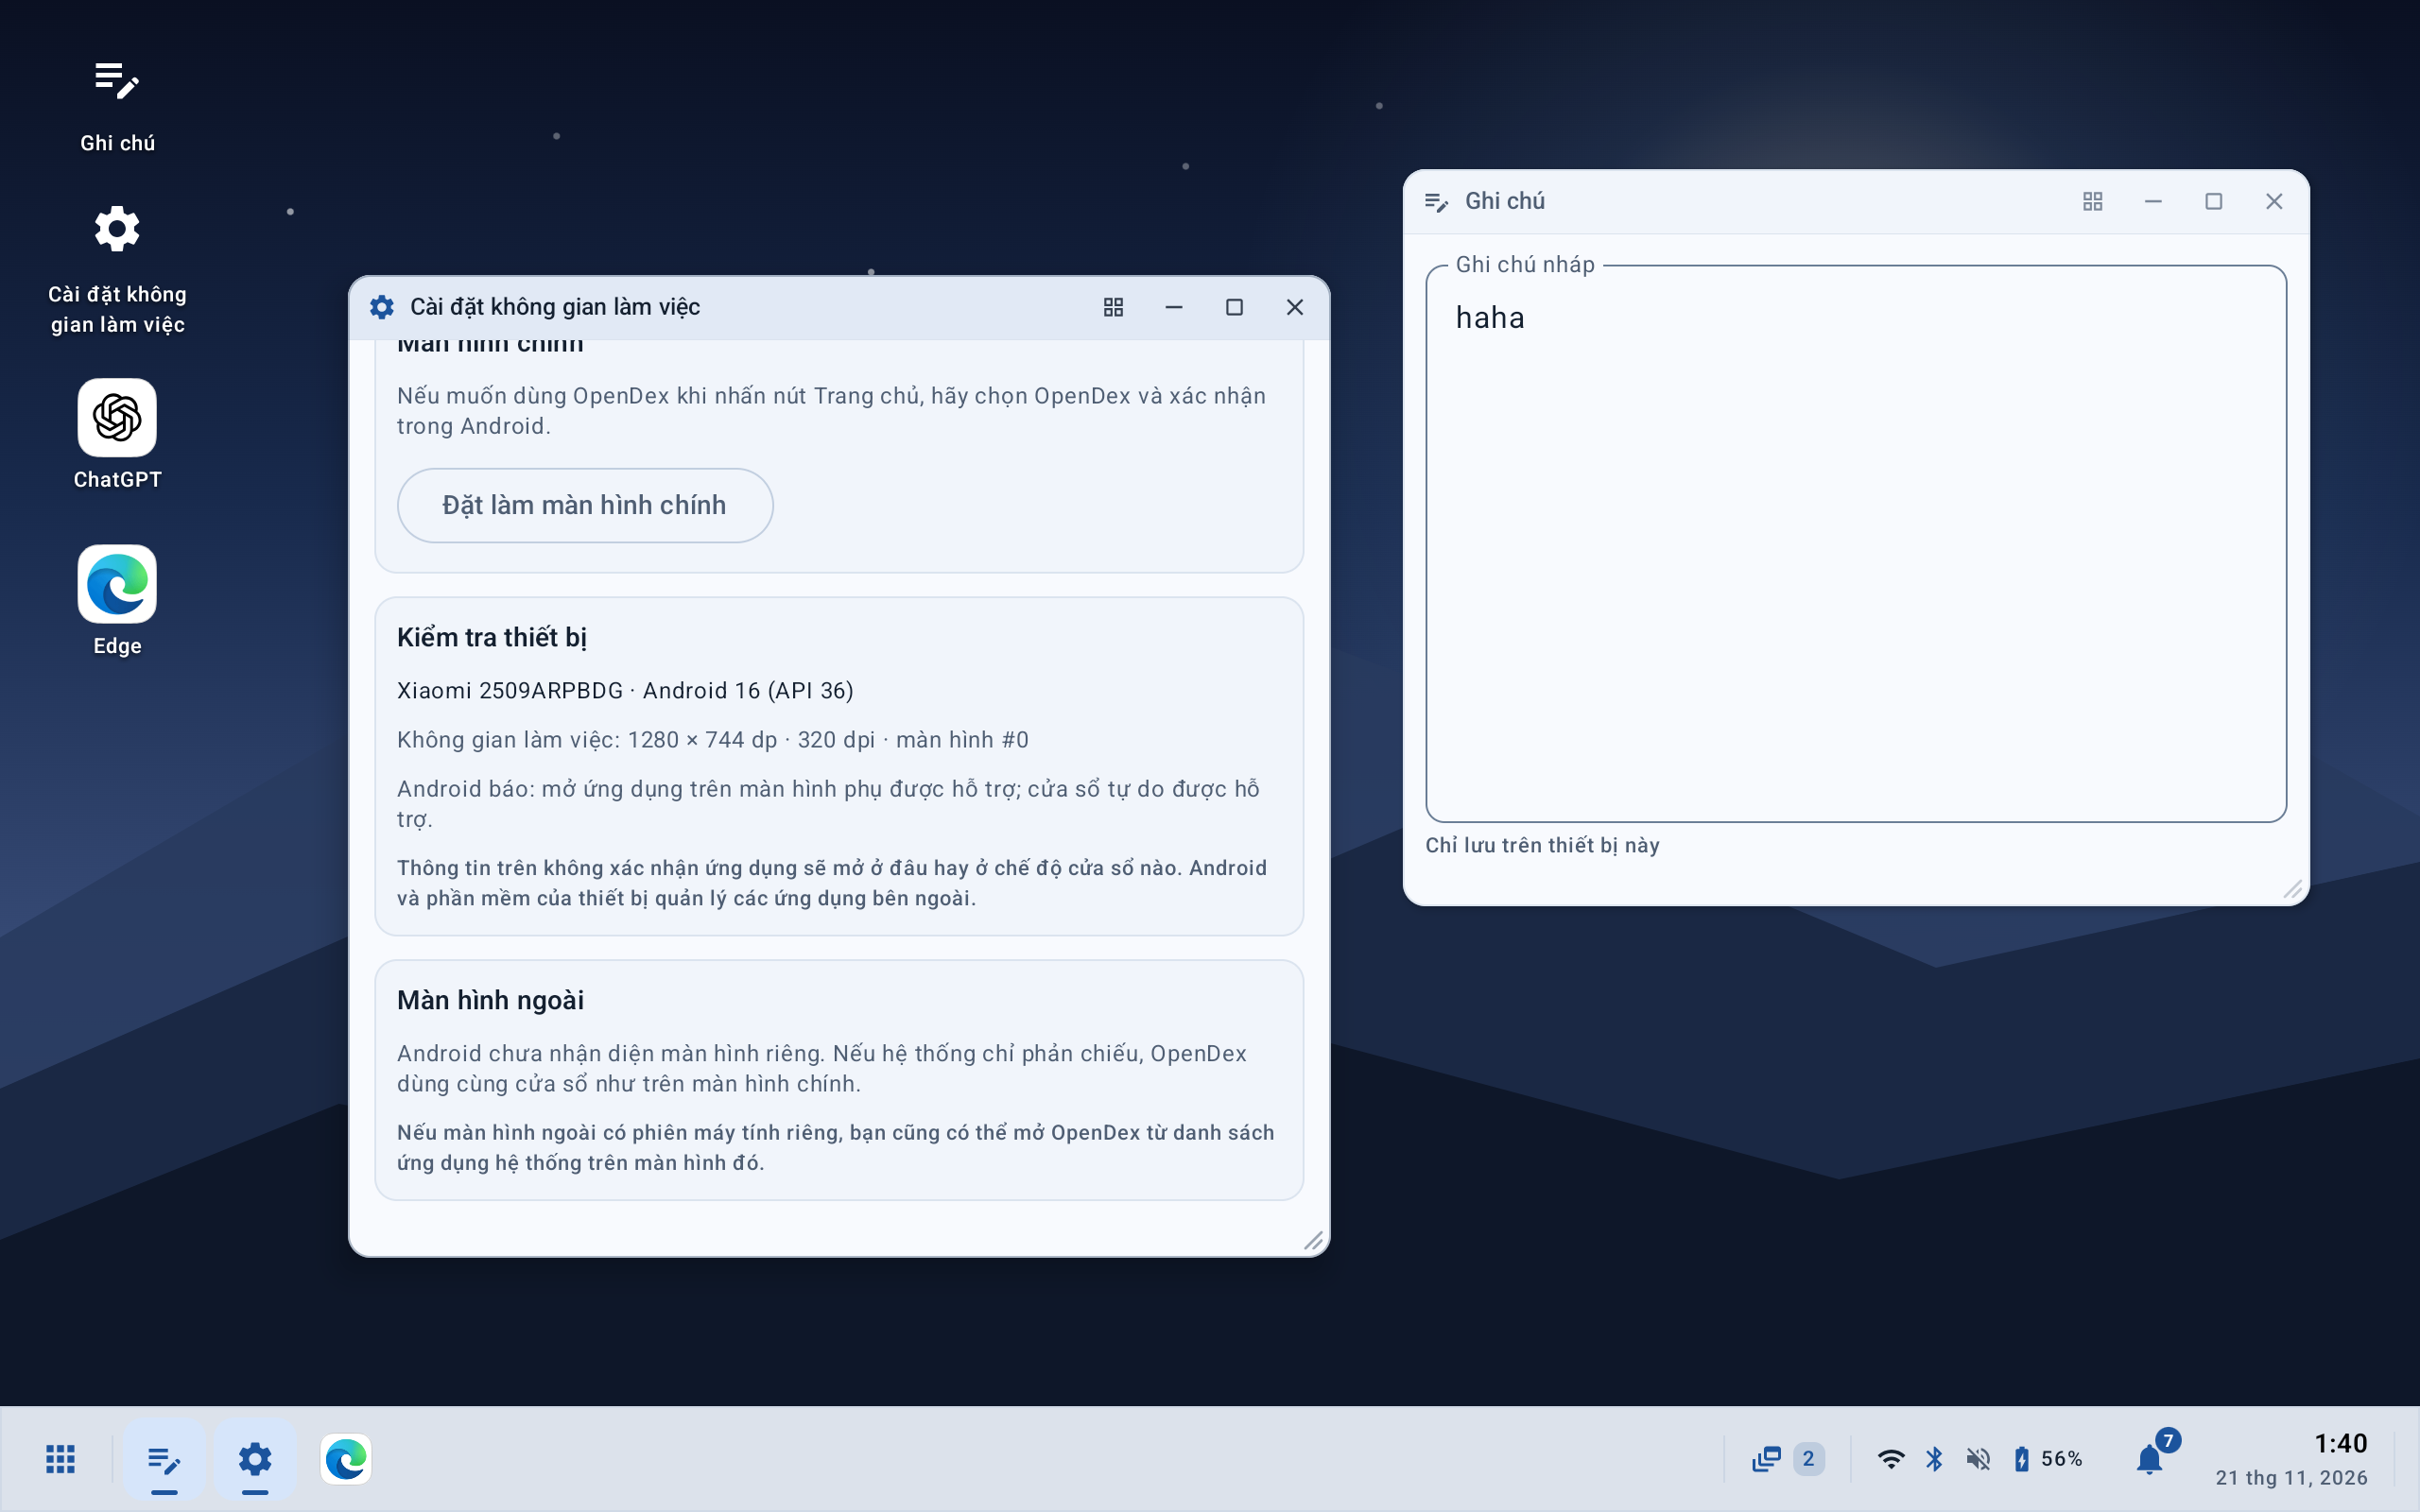 Ghi chú
Cài đặt không
gian làm việc
ChatGPT
Edge
Cài đặt không gian làm việc
Màn hình chính
Nếu muốn dùng OpenDex khi nhấn nút Trang chủ, hãy chọn OpenDex và xác nhận
trong Android.
Đặt làm màn hình chính
Kiểm tra thiết bị
Xiaomi 2509ARPBDG · Android 16 (API 36)
Không gian làm việc: 1280 × 744 dp · 320 dpi · màn hình #0
Android báo: mở ứng dụng trên màn hình phụ được hỗ trợ; cửa sổ tự do được hỗ
trợ.
Thông tin trên không xác nhận ứng dụng sẽ mở ở đâu hay ở chế độ cửa sổ nào. Android
và phần mềm của thiết bị quản lý các ứng dụng bên ngoài.
Màn hình ngoài
Android chưa nhận diện màn hình riêng. Nếu hệ thống chỉ phản chiếu, OpenDex
dùng cùng cửa sổ như trên màn hình chính.
Nếu màn hình ngoài có phiên máy tính riêng, bạn cũng có thể mở OpenDex từ danh sách
ứng dụng hệ thống trên màn hình đó.
Ghi chú
Ghi chú nháp
haha
Chỉ lưu trên thiết bị này
2
56%
7
1:40
21 thg 11, 2026